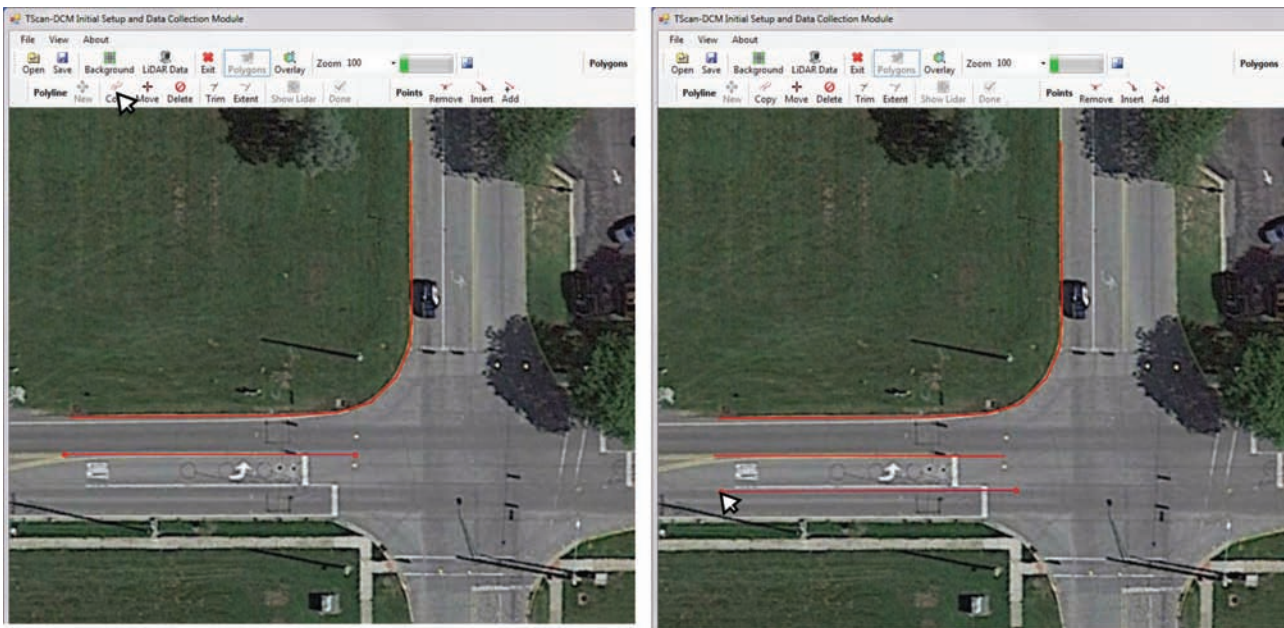 TScan-DCM Initial Setup and Data Collection Module
File View About
Open Save Background LiDAR Data Exit Polygons Overlay Zoom 100 Polygons
Polyline New Move Delete Trim Extent Show Lidar Done Points Remove Insert Add
TScan-DCM Initial Setup and Data Collection Module
File View About
Open Save Background LiDAR Data Exit Polygons Overlay Zoom 100 Polygons
Polyline New Copy Move Delete Trim Extent Show Lidar Done Points Remove Insert Add